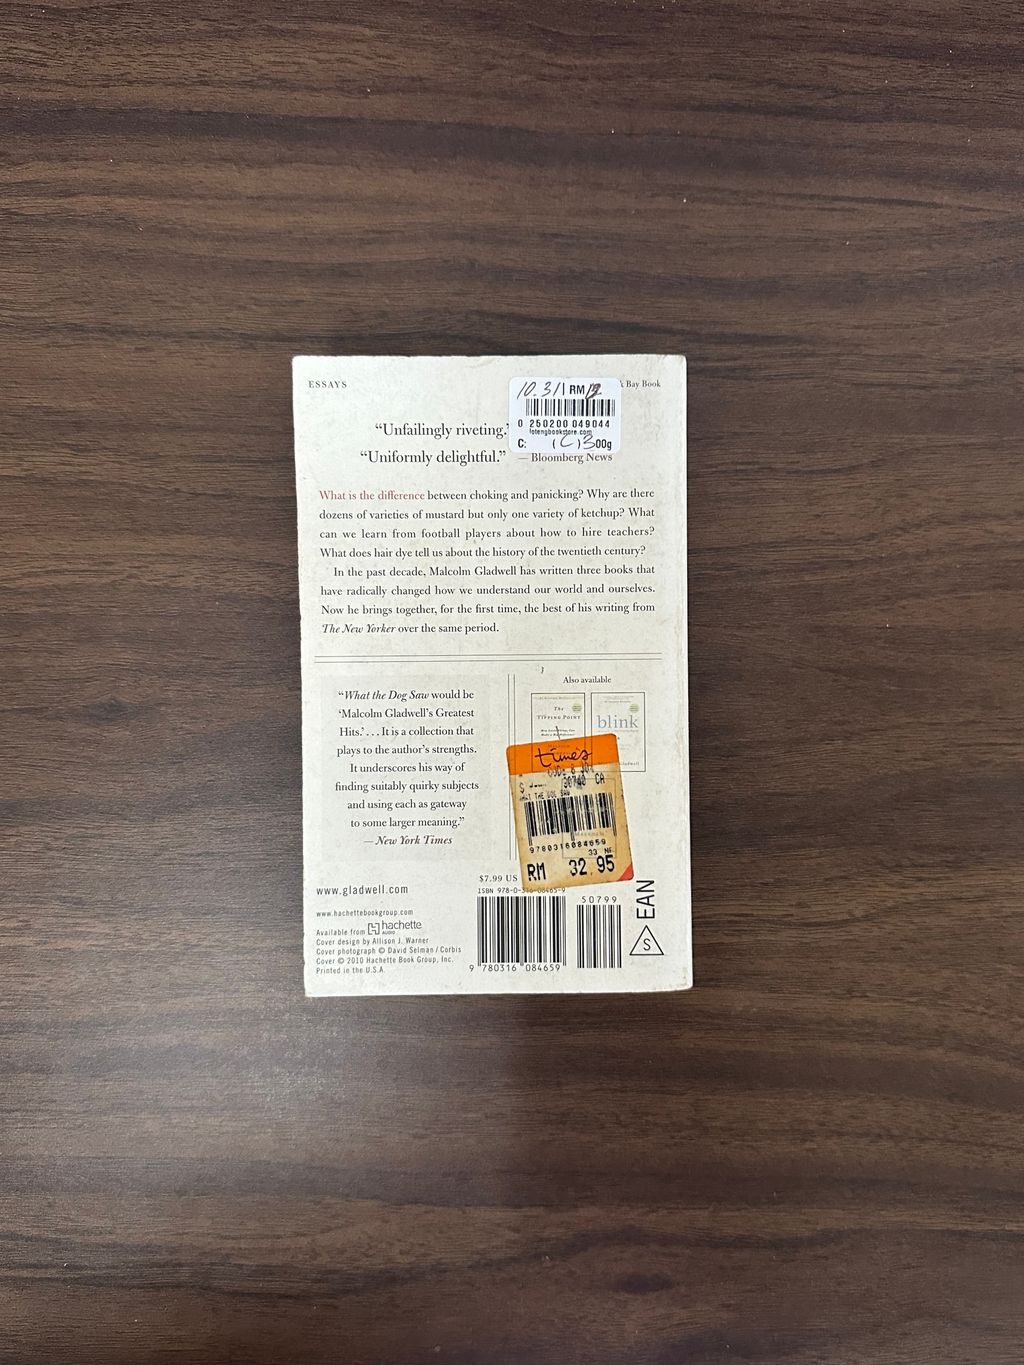 ESSAYS
Bay Book
10.31 RM
0 250200 049044
lotengbookstore.com
C: 00g
“Unfailingly riveting.”
“Uniformly delightful.” — Bloomberg News
What is the difference between choking and panicking? Why are there
dozens of varieties of mustard but only one variety of ketchup? What
can we learn from football players about how to hire teachers?
What does hair dye tell us about the history of the twentieth century?
In the past decade, Malcolm Gladwell has written three books that
have radically changed how we understand our world and ourselves.
Now he brings together, for the first time, the best of his writing from
The New Yorker over the same period.
“What the Dog Saw would be
‘Malcolm Gladwell’s Greatest
Hits.’ . . . It is a collection that
plays to the author’s strengths.
It underscores his way of
finding suitably quirky subjects
and using each as gateway
to some larger meaning.”
— New York Times
Also available
The
TIPPING POINT
blink
Gladwell
times
CA
9780316084659
33 NF
RM 32.95
www.gladwell.com
www.hachettebookgroup.com
Available from hachette
AUDIO
Cover design by Allison J. Warner
Cover photograph © David Selman / Corbis
Cover © 2010 Hachette Book Group, Inc.
Printed in the U.S.A.
$7.99 US
ISBN 978-0-316-08465-9
50799
9 780316 084659
EAN
S